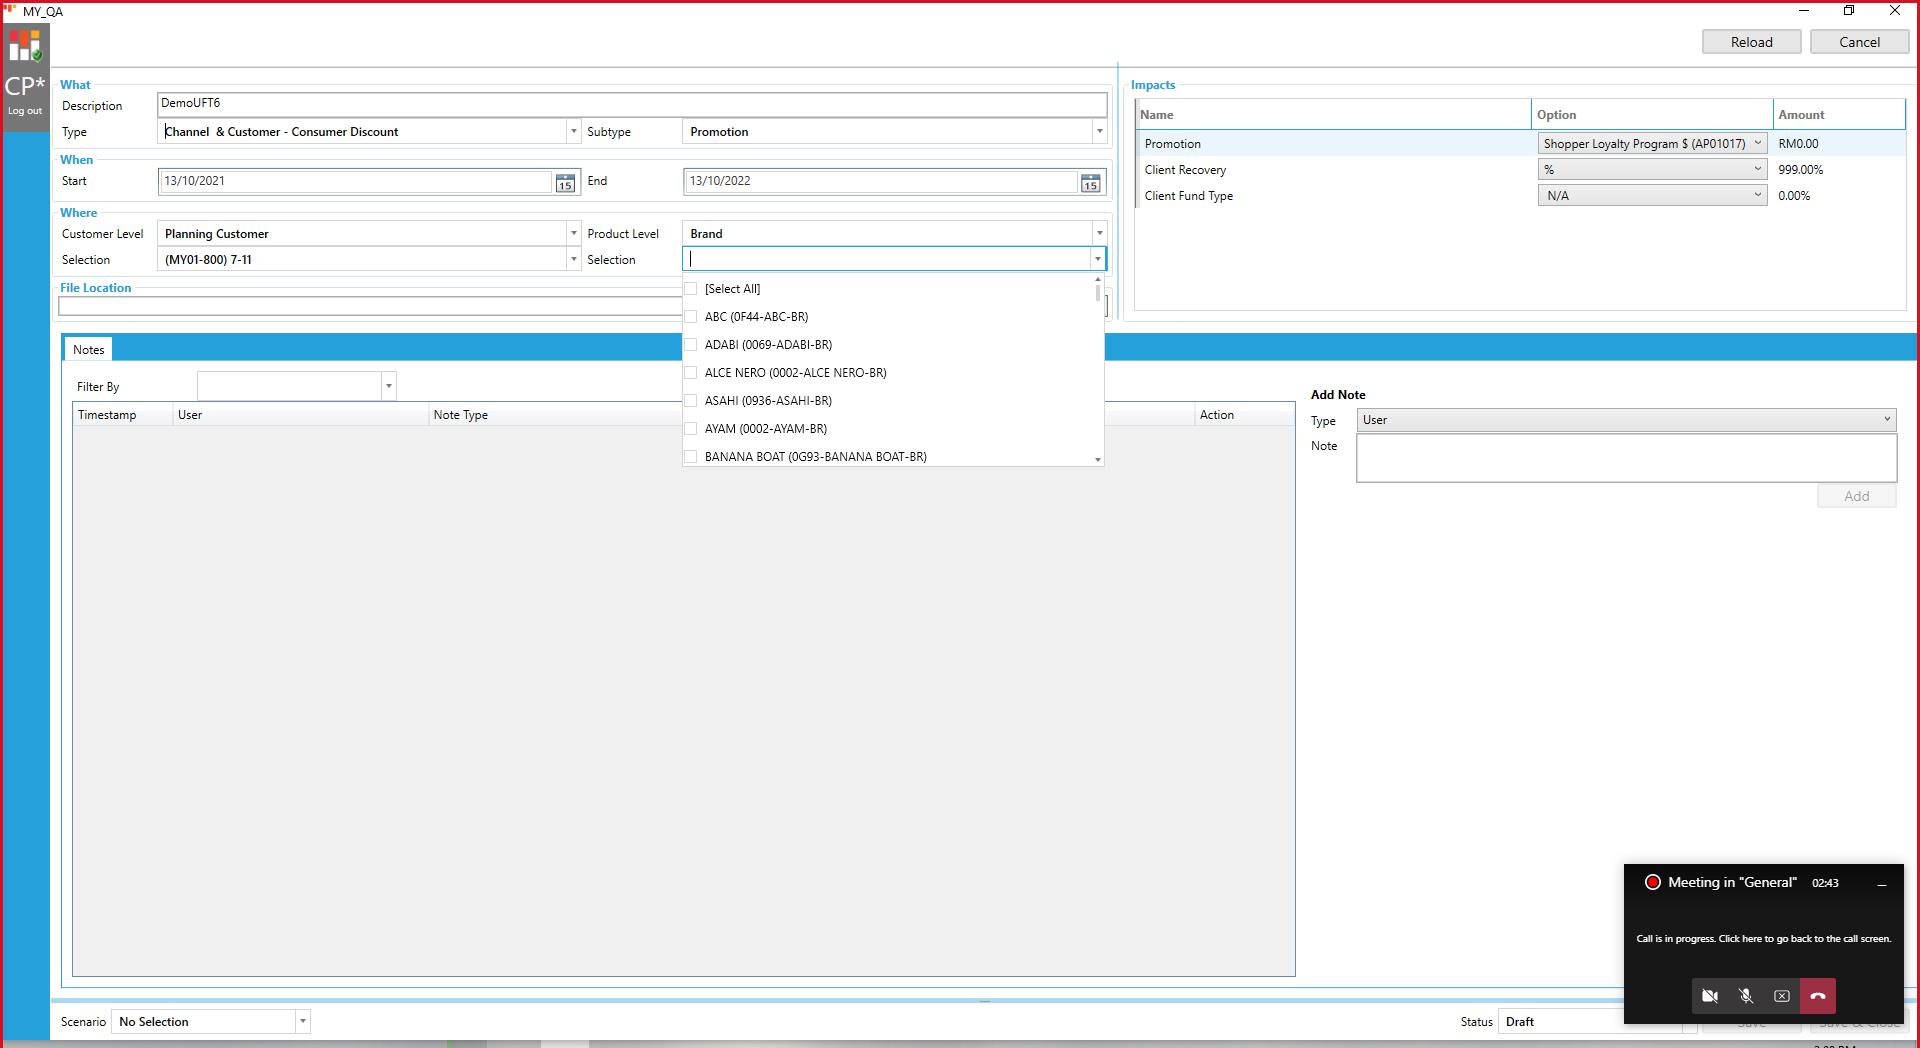 MY_QA
Reload
Cancel
CP*
Log out
What
Description
DemoUFT6
Type
Channel & Customer - Consumer Discount
Subtype
Promotion
When
Start
13/10/2021
15
End
13/10/2022
15
Where
Customer Level
Planning Customer
Product Level
Brand
Selection
(MY01-800) 7-11
Selection
File Location
[Select All]
ABC (0F44-ABC-BR)
ADABI (0069-ADABI-BR)
ALCE NERO (0002-ALCE NERO-BR)
ASAHI (0936-ASAHI-BR)
AYAM (0002-AYAM-BR)
BANANA BOAT (0G93-BANANA BOAT-BR)
Impacts
Name
Option
Amount
Promotion
Shopper Loyalty Program $ (AP01017)
RM0.00
Client Recovery
%
999.00%
Client Fund Type
N/A
0.00%
Notes
Filter By
Timestamp
User
Note Type
Action
Add Note
Type
User
Note
Add
Meeting in "General"
02:43
Call is in progress. Click here to go back to the call screen.
Scenario
No Selection
Status
Draft
Save
Save & Close